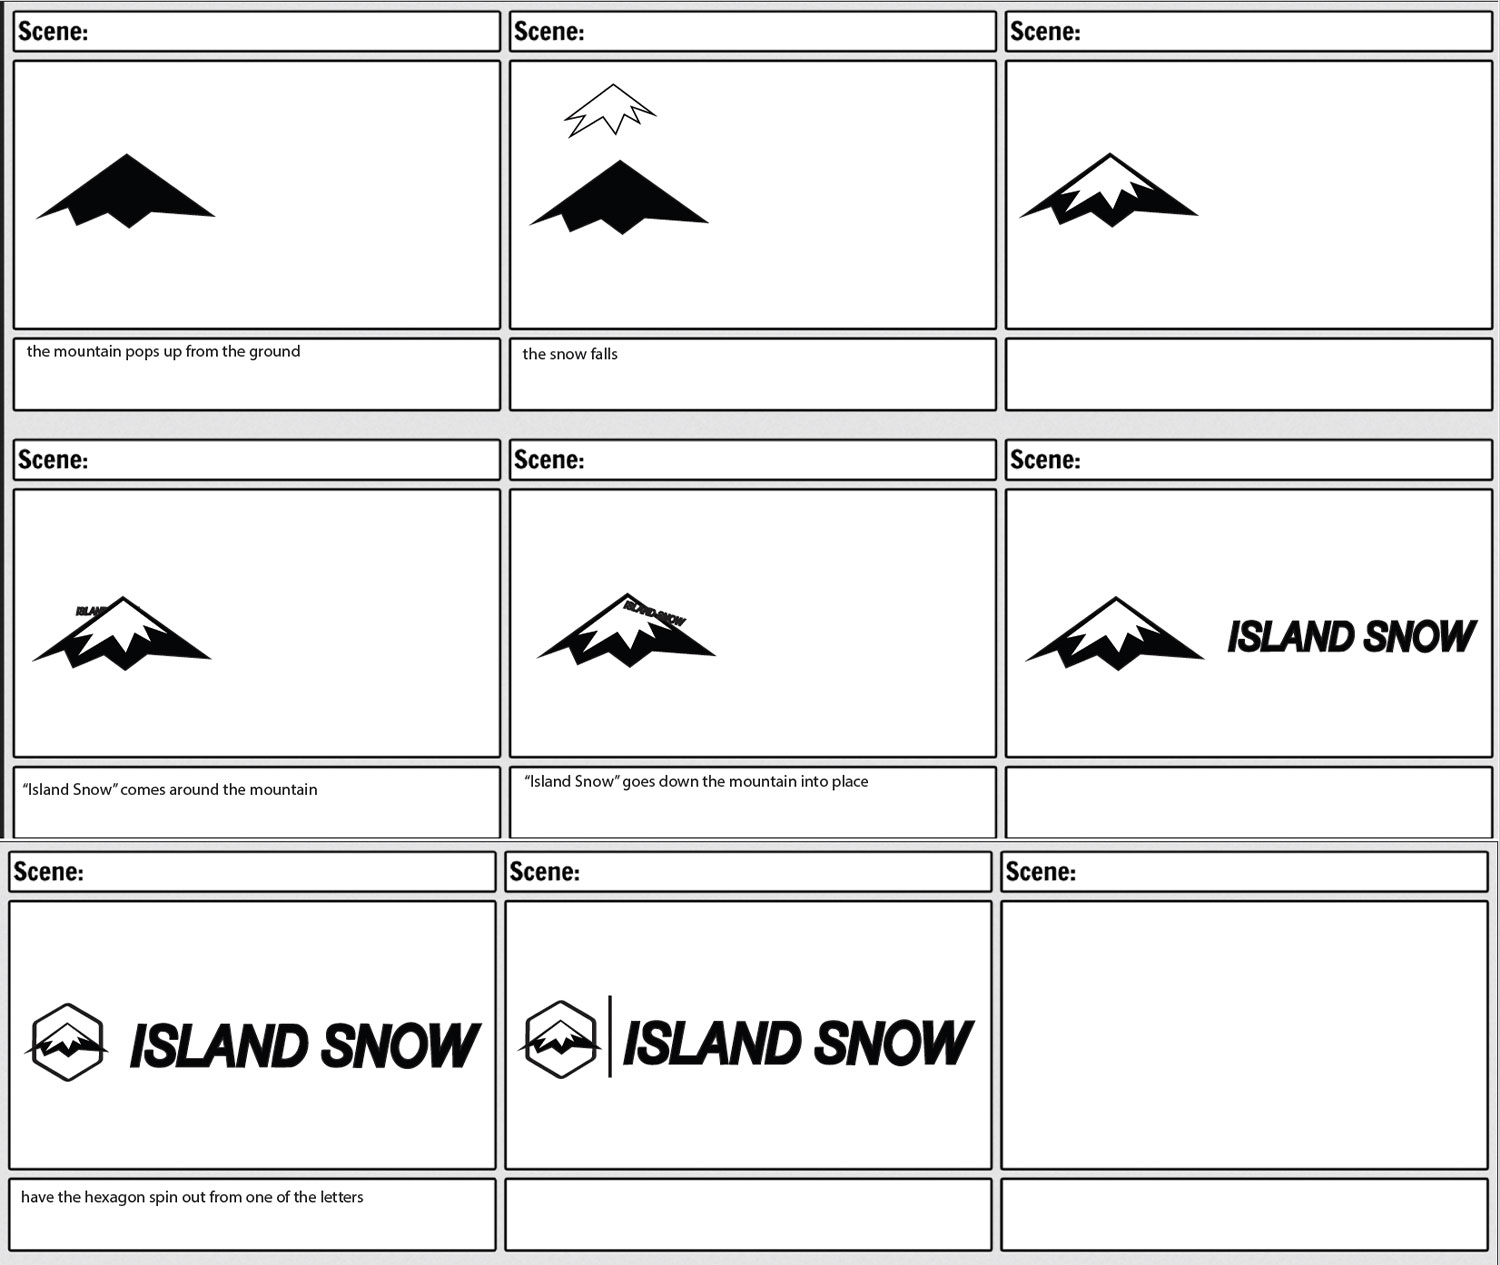 Scene:
Scene:
Scene:
the mountain pops up from the ground
the snow falls
Scene:
Scene:
Scene:
ISLAND
ISLAND SNOW
ISLAND SNOW
“Island Snow” comes around the mountain
“Island Snow” goes down the mountain into place
Scene:
Scene:
Scene:
ISLAND SNOW
ISLAND SNOW
have the hexagon spin out from one of the letters